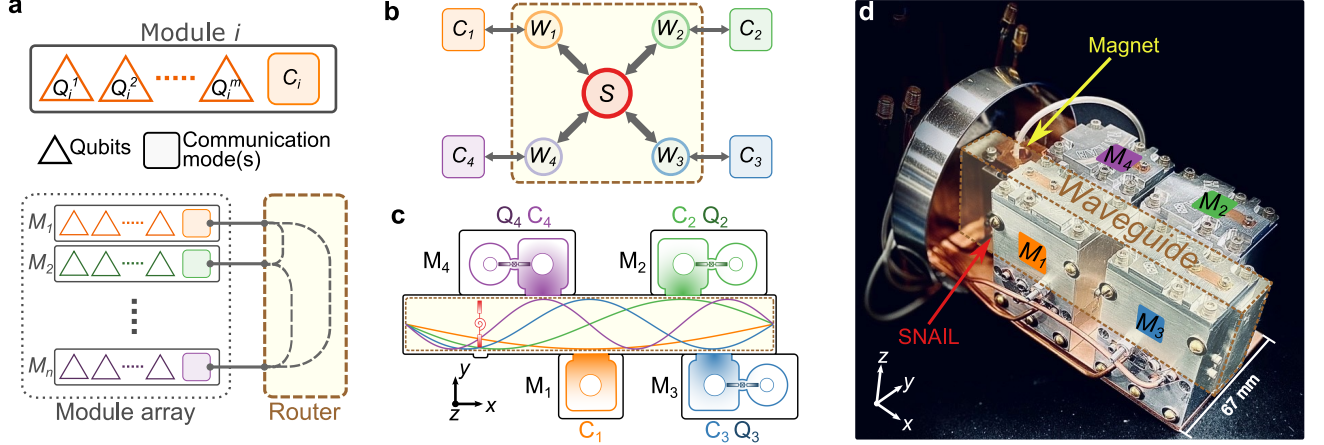 a
Module i
Q_i^1 Q_i^2 Q_i^m C_i
Qubits
Communication
mode(s)
M_1
M_2
M_n
Module array
Router
b
C_1 W_1 W_2 C_2
S
C_4 W_4 W_3 C_3
c
Q_4 C_4 C_2 Q_2
M_4 M_2
M_1 M_3
y
z x
C_1 C_3 Q_3
d
Magnet
M_4
M_2
Waveguide
M_1
M_3
SNAIL
z
y
x
67 mm